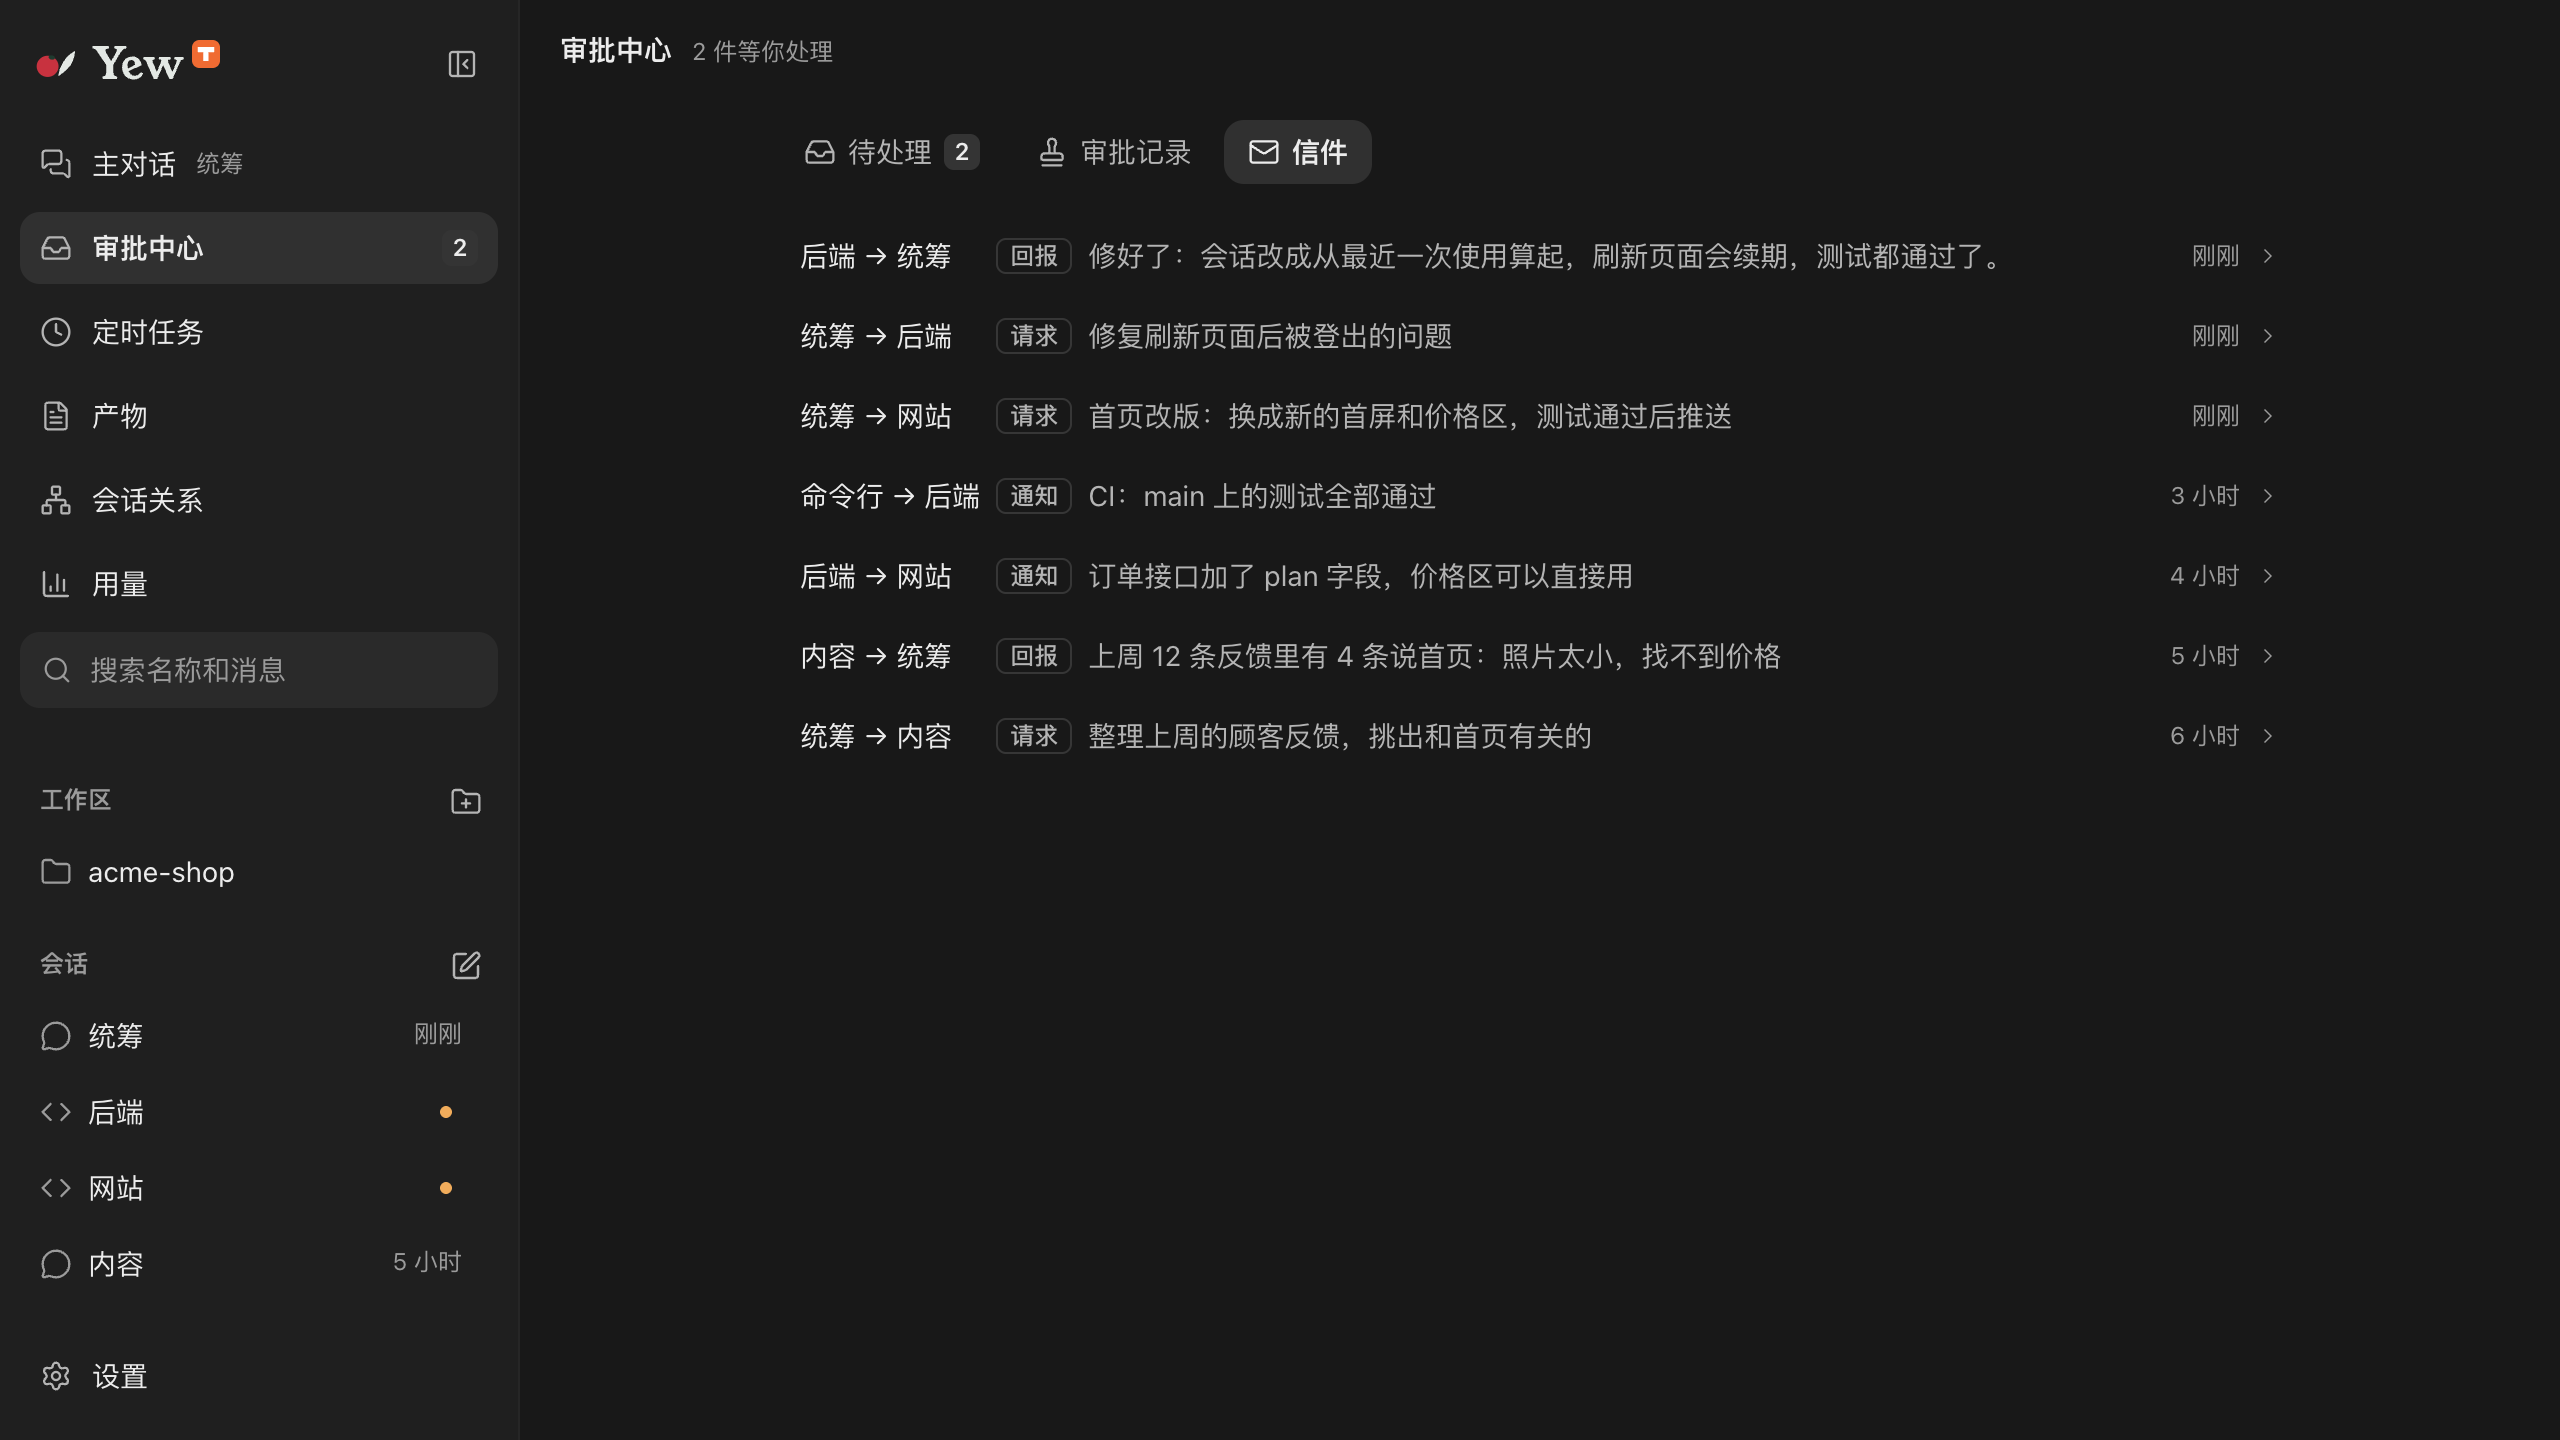 Yew T
主对话 统筹
审批中心 2
定时任务
产物
会话关系
用量
搜索名称和消息
工作区
acme-shop
会话
统筹 刚刚
后端
网站
内容 5 小时
设置
审批中心 2 件等你处理
待处理 2 审批记录 信件
后端 → 统筹 回报 修好了：会话改成从最近一次使用算起，刷新页面会续期，测试都通过了。 刚刚
统筹 → 后端 请求 修复刷新页面后被登出的问题 刚刚
统筹 → 网站 请求 首页改版：换成新的首屏和价格区，测试通过后推送 刚刚
命令行 → 后端 通知 CI：main 上的测试全部通过 3 小时
后端 → 网站 通知 订单接口加了 plan 字段，价格区可以直接用 4 小时
内容 → 统筹 回报 上周 12 条反馈里有 4 条说首页：照片太小，找不到价格 5 小时
统筹 → 内容 请求 整理上周的顾客反馈，挑出和首页有关的 6 小时